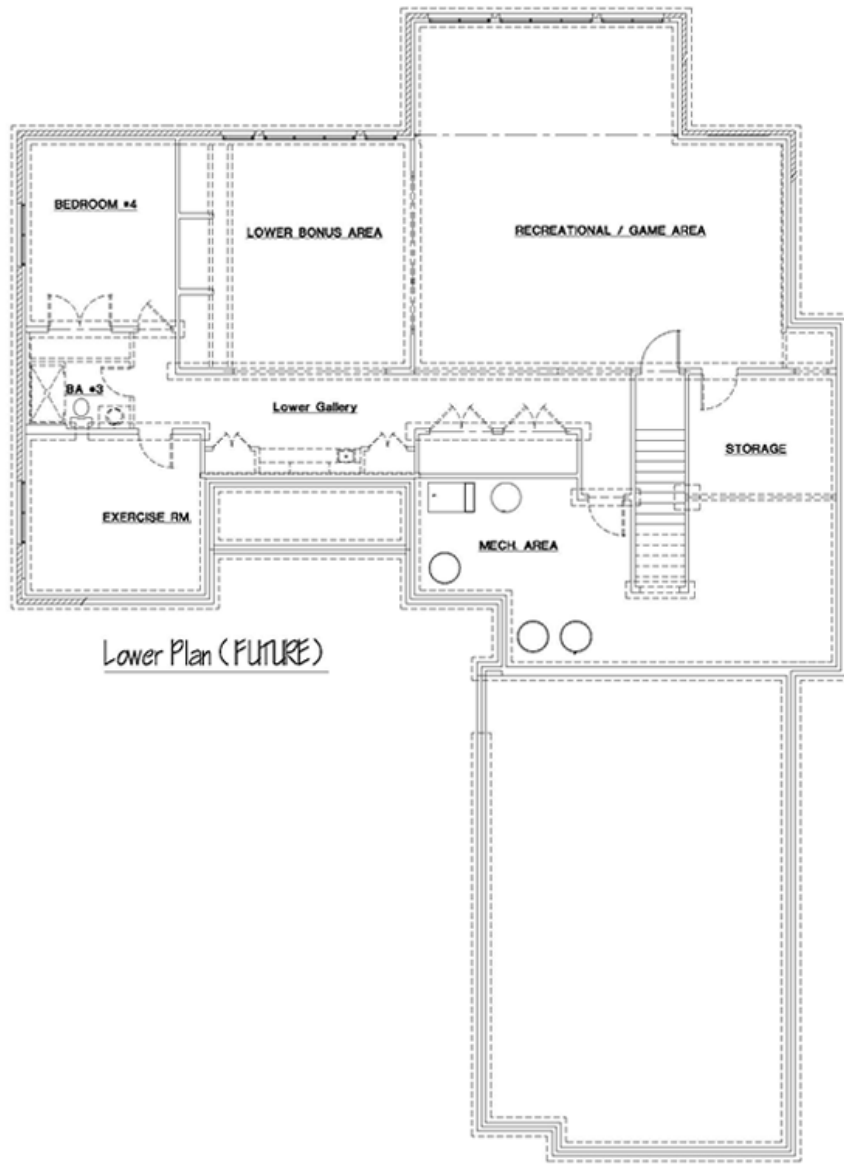 BEDROOM #4
LOWER BONUS AREA
RECREATIONAL / GAME AREA
BA #3
Lower Gallery
STORAGE
EXERCISE RM.
MECH. AREA
Lower Plan (FUTURE)